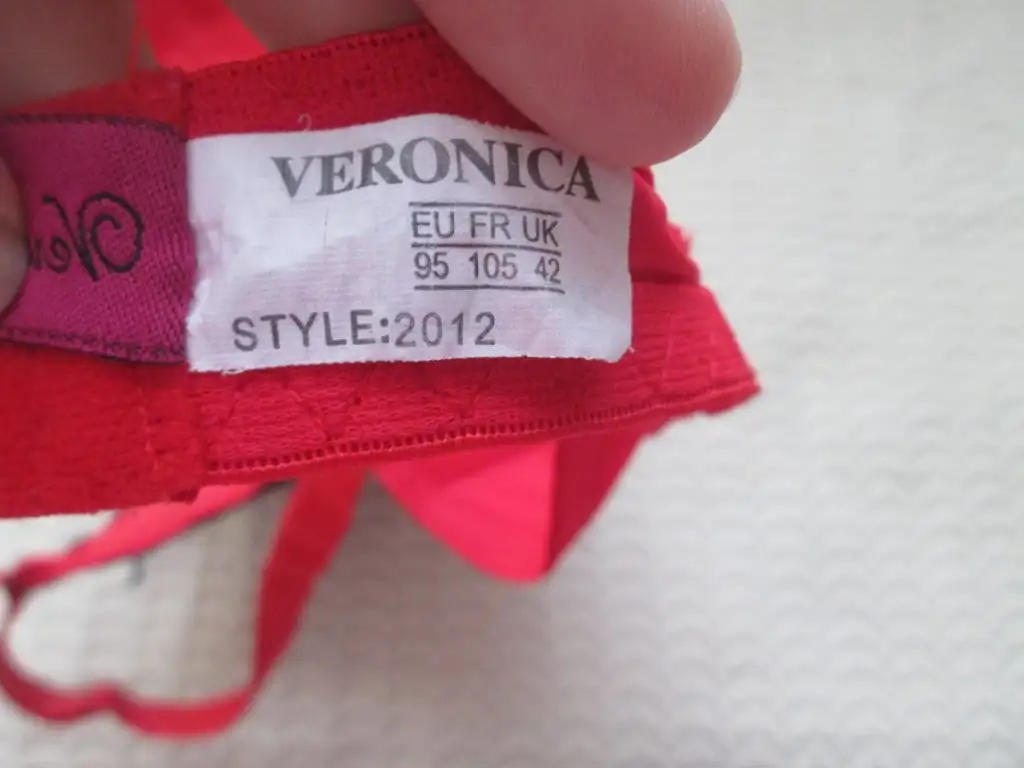 VERONICA
EU FR UK
95 105 42
STYLE:2012